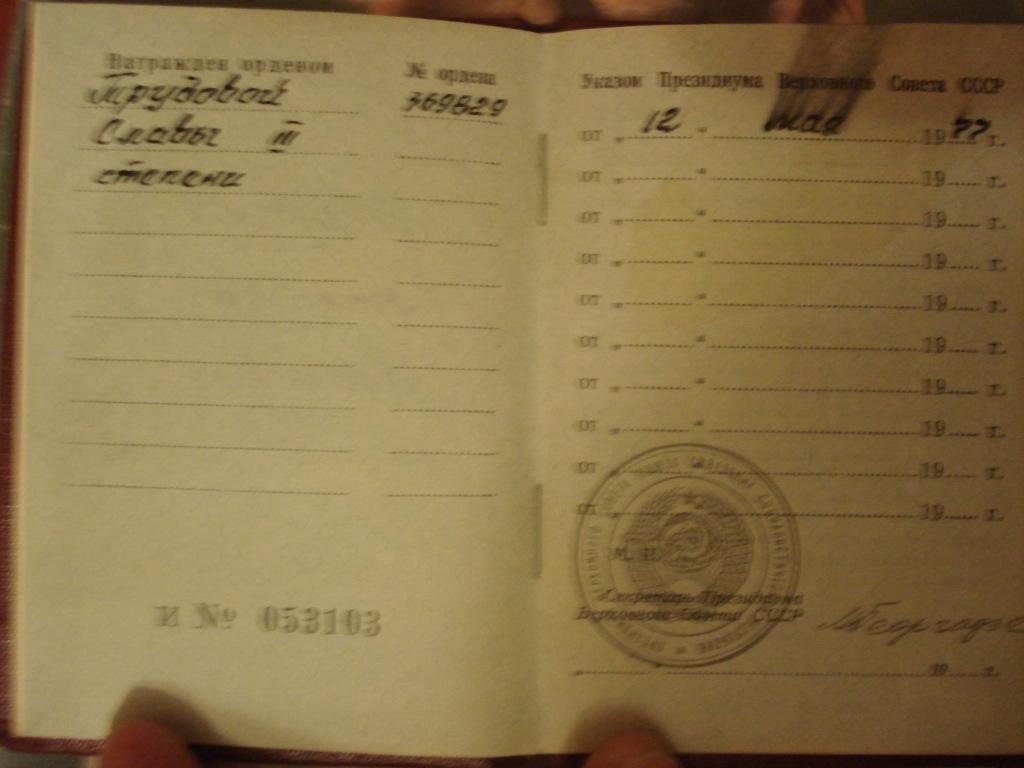 Награжден орденом
№ ордена
Трудовой
369829
Славы III
степени
и № 053103
Указом Президиума Верховного Совета СССР
от „ 12 “ мая 1977 г.
от „ “ 19 г.
от „ “ 19 г.
от „ “ 19 г.
от „ “ 19 г.
от „ “ 19 г.
от „ “ 19 г.
от „ “ 19 г.
от „ “ 19 г.
от „ “ 19 г.
М. П.
Секретарь Президиума
Верховного Совета СССР
„ “ 19 г.